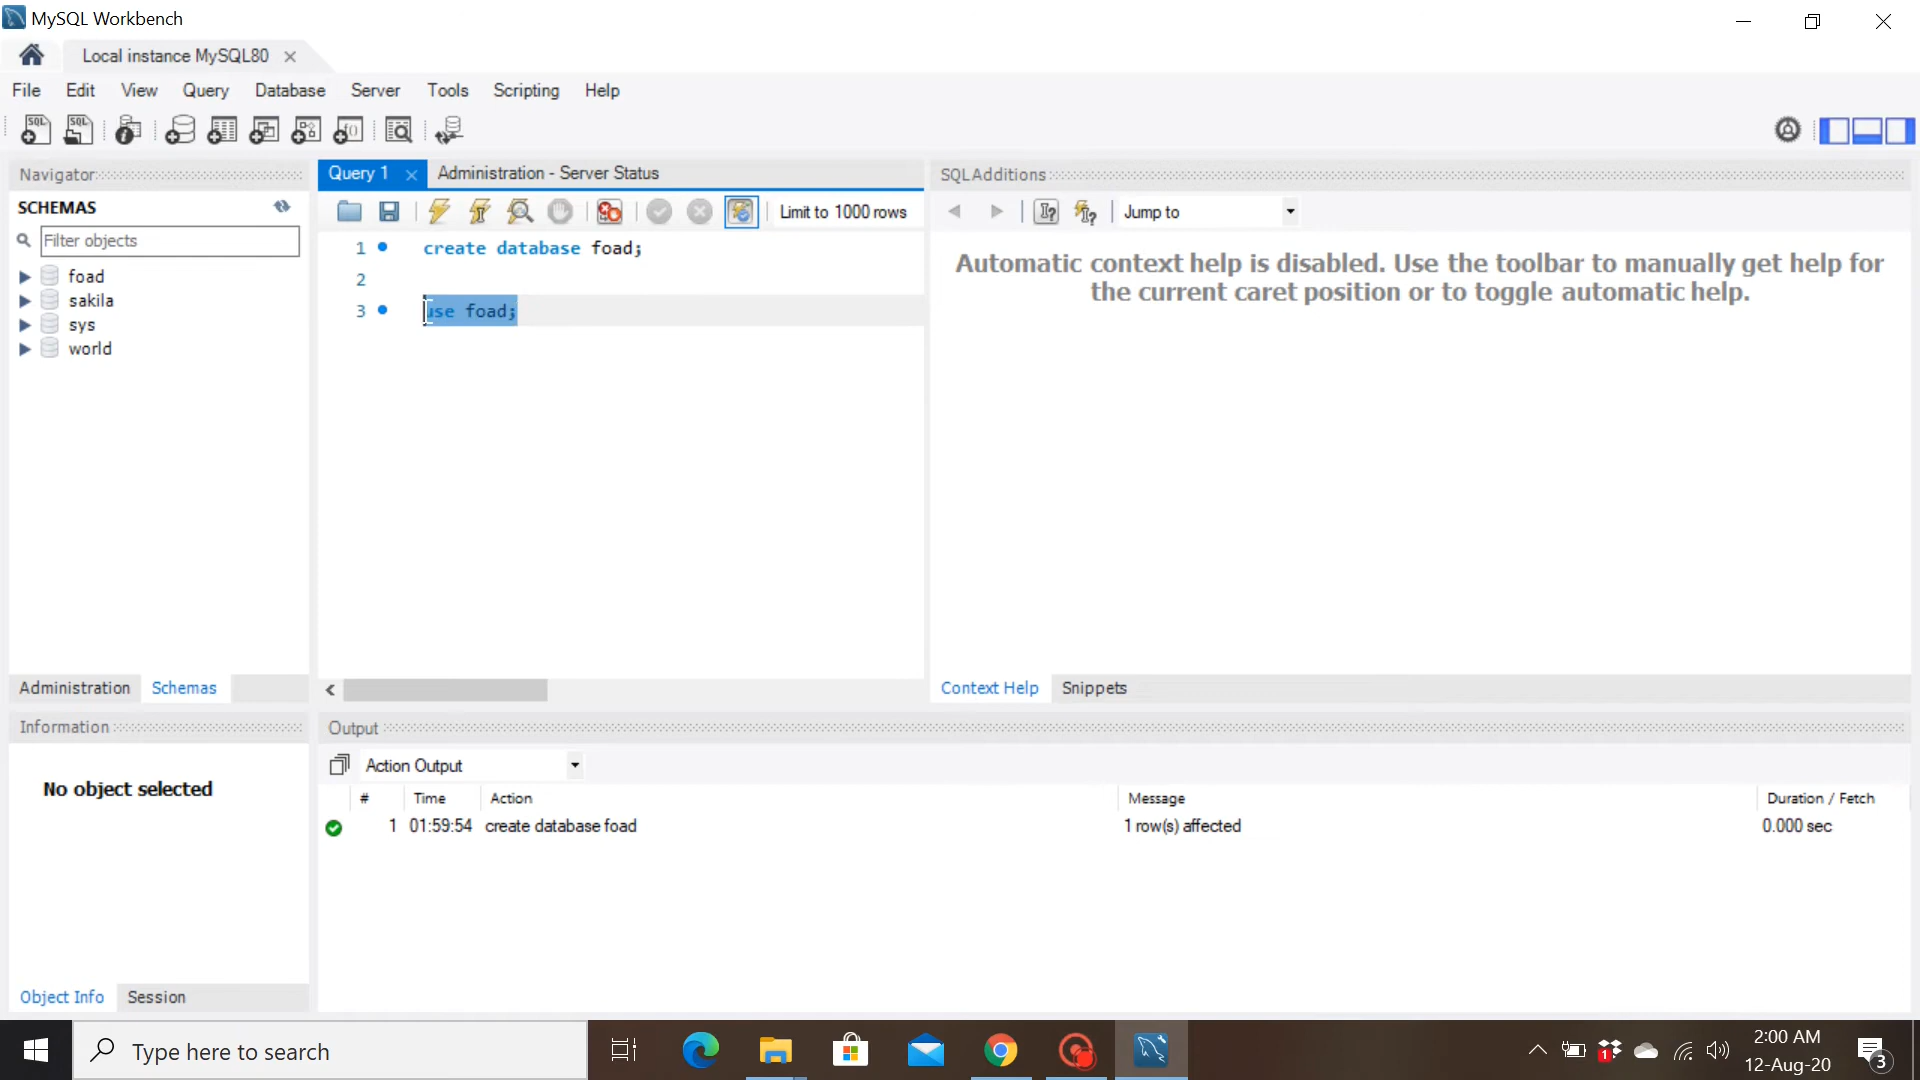 MySQL Workbench
Local instance MySQL80
File Edit View Query Database Server Tools Scripting Help
Navigator
SCHEMAS
Filter objects
foad
sakila
sys
world
Administration Schemas
Information
No object selected
Object Info Session
Query 1 Administration - Server Status
Limit to 1000 rows
1 create database foad;
2
3 use foad;
SQLAdditions
Jump to
Automatic context help is disabled. Use the toolbar to manually get help for
the current caret position or to toggle automatic help.
Context Help Snippets
Output
Action Output
# Time Action Message Duration / Fetch
1 01:59:54 create database foad 1 row(s) affected 0.000 sec
Type here to search
1
2:00 AM
12-Aug-20
3